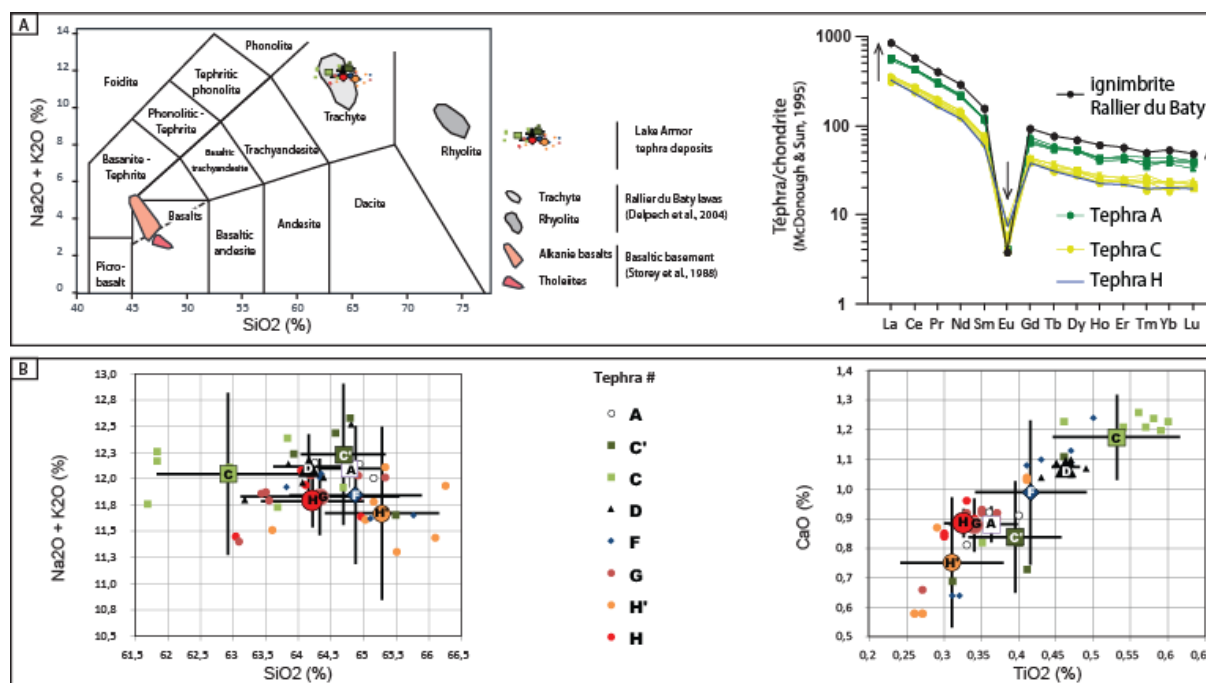 A
Na2O + K2O (%)
14
12
10
8
6
4
2
0
40
45
50
55
60
65
70
75
SiO2 (%)
Foidite
Phonolite
Tephritic
phonolite
Phonolitic -
Tephrite
Basanite -
Tephrite
Basaltic
trachyandesite
Trachyandesite
Trachyte
Rhyolite
Basalts
Picro-
basalt
Basaltic
andesite
Andesite
Dacite
Lake Armor
tephra deposits
Trachyte
Rhyolite
Rallier du Baty lavas
(Delpech et al., 2004)
Alkanie basalts
Tholeiites
Basaltic basement
(Storey et al., 1988)
Téphra/chondrite
(McDonough & Sun, 1995)
1000
100
10
1
La Ce Pr Nd Sm Eu Gd Tb Dy Ho Er Tm Yb Lu
ignimbrite
Rallier du Baty
Tephra A
Tephra C
Tephra H
B
Na2O + K2O (%)
13,0
12,8
12,5
12,3
12,0
11,8
11,5
11,3
11,0
10,8
10,5
61,5 62 62,5 63 63,5 64 64,5 65 65,5 66 66,5
SiO2 (%)
C
D
C'
A
G
H
F
H'
Tephra #
A
C'
C
D
F
G
H'
H
CaO (%)
1,4
1,3
1,2
1,1
1,0
0,9
0,8
0,7
0,6
0,5
0,2 0,25 0,3 0,35 0,4 0,45 0,5 0,55 0,6
TiO2 (%)
C
D
F
H
G
A
C'
H'